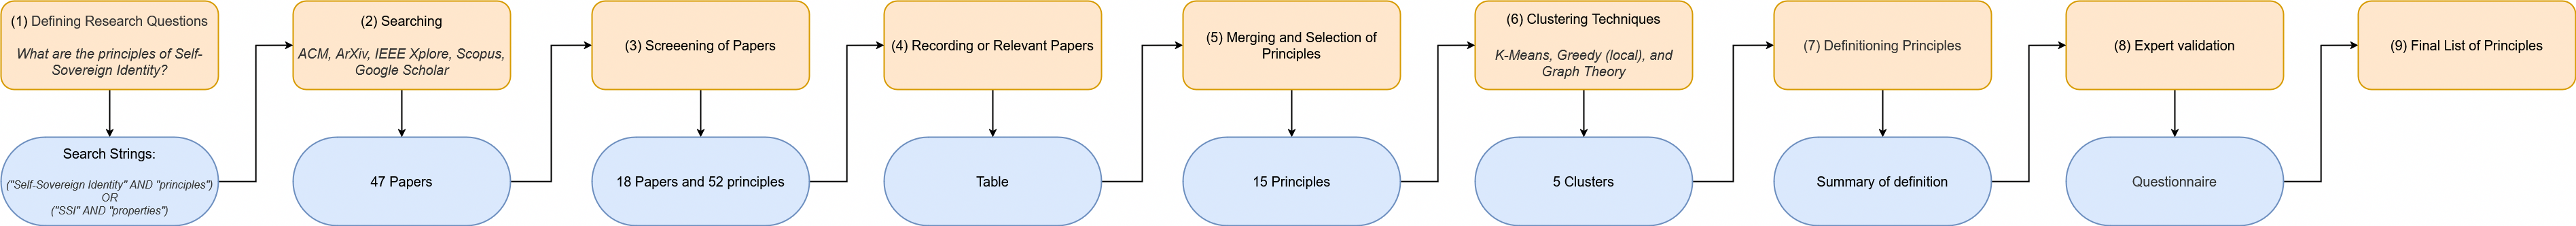 (1) Defining Research Questions
What are the principles of Self-
Sovereign Identity?
Search Strings:
("Self-Sovereign Identity" AND "principles")
OR
("SSI" AND "properties")
(2) Searching
ACM, ArXiv, IEEE Xplore, Scopus,
Google Scholar
47 Papers
(3) Screeening of Papers
18 Papers and 52 principles
(4) Recording or Relevant Papers
Table
(5) Merging and Selection of
Principles
15 Principles
(6) Clustering Techniques
K-Means, Greedy (local), and
Graph Theory
5 Clusters
(7) Definitioning Principles
Summary of definition
(8) Expert validation
Questionnaire
(9) Final List of Principles